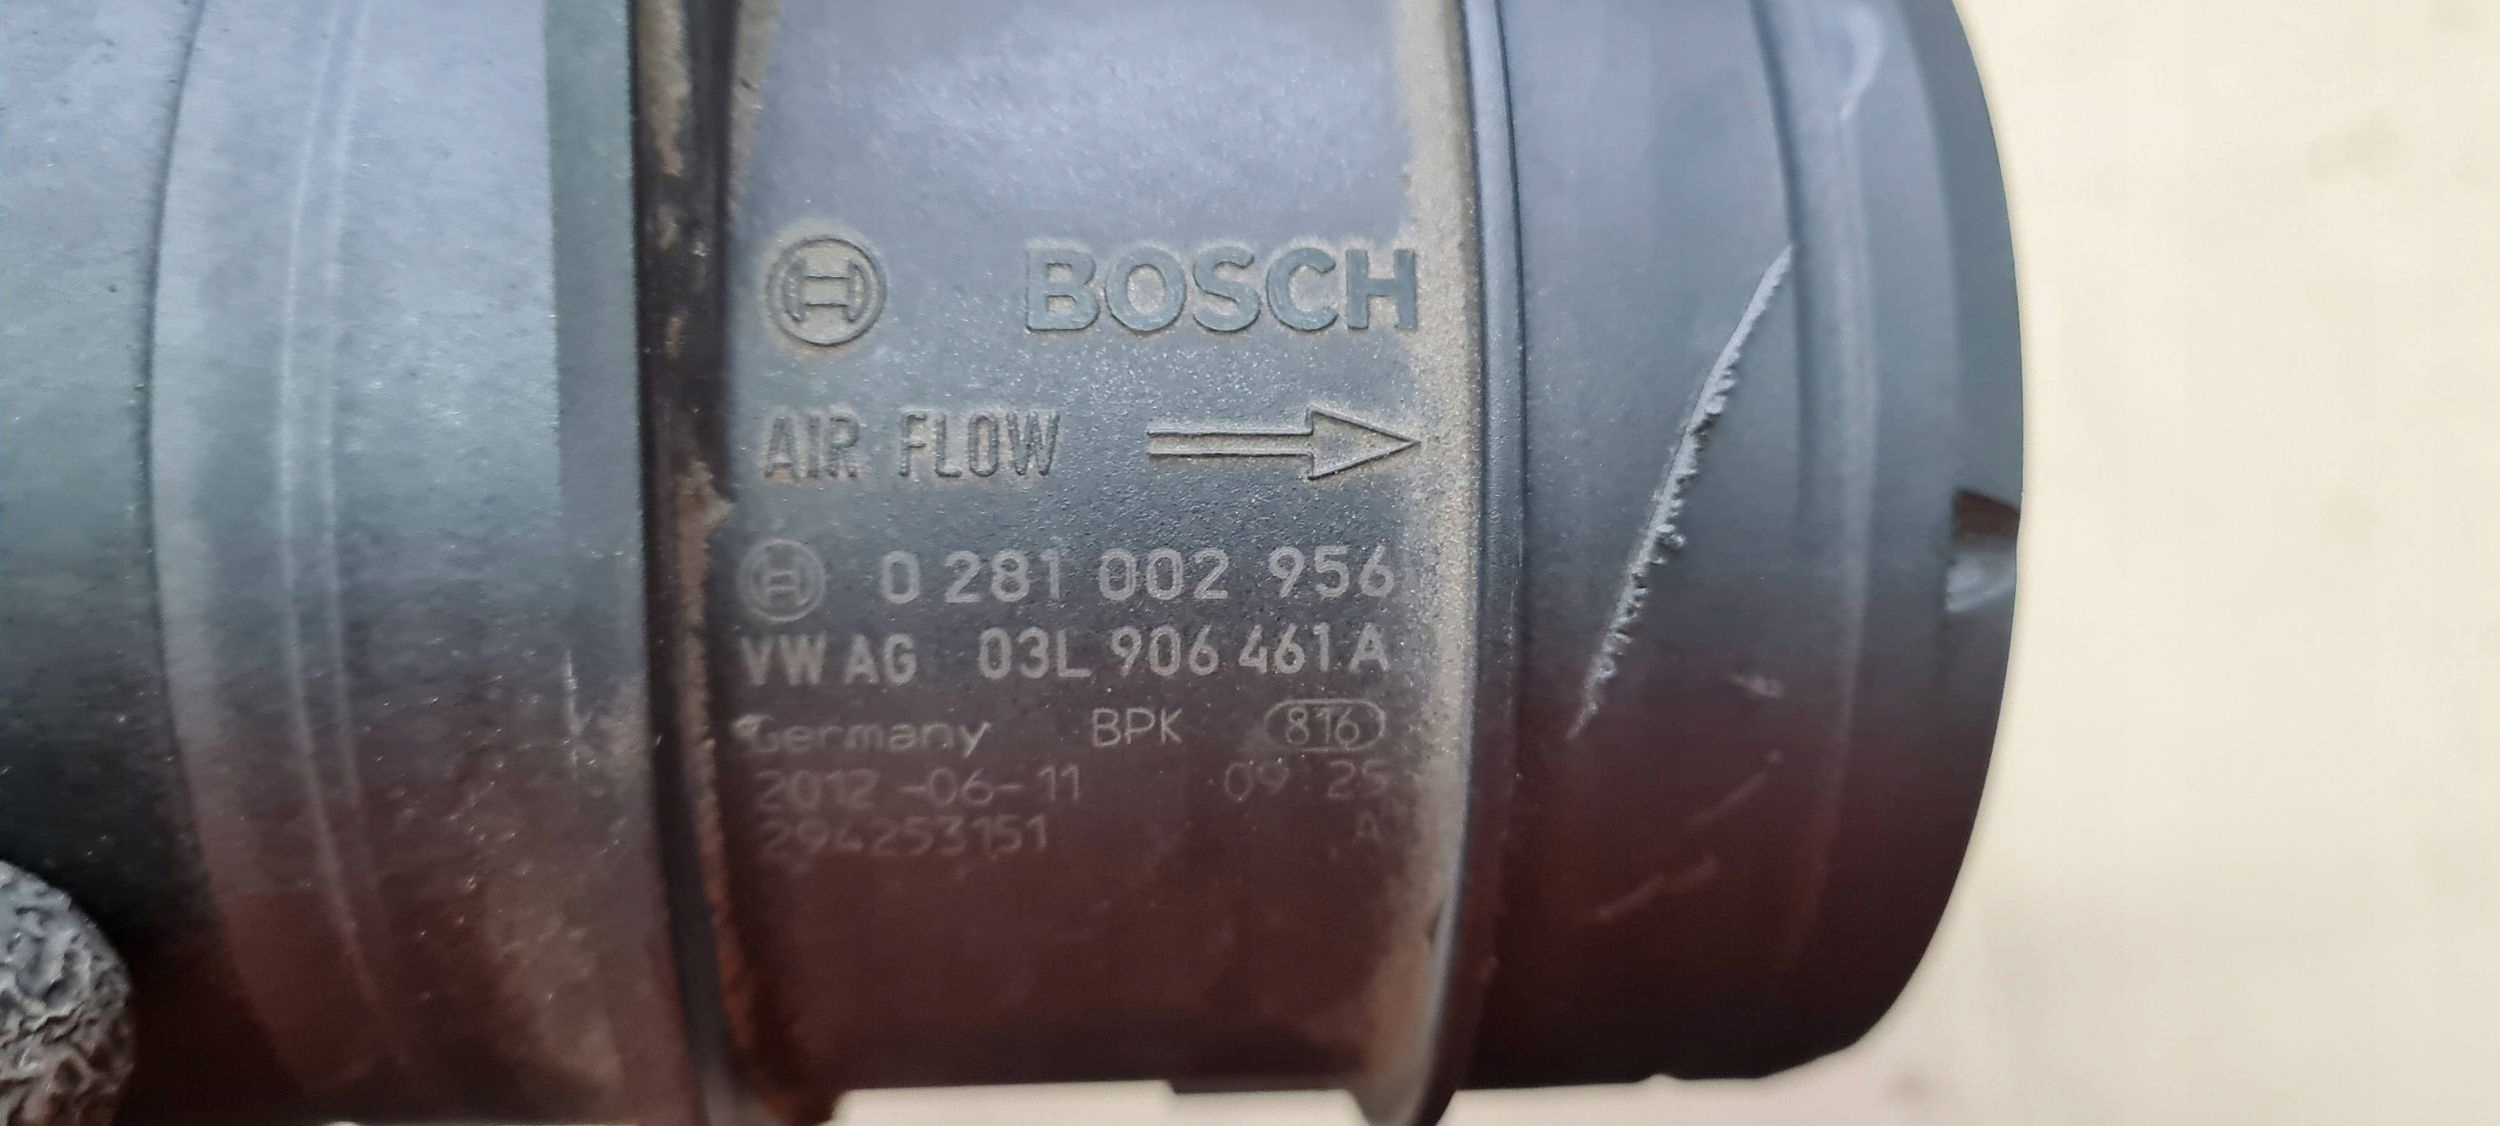 BOSCH
AIR FLOW
0 281 002 956
VW AG 03L 906 461 A
Germany BPK 816
2012-06-11 09:25
294253151 A